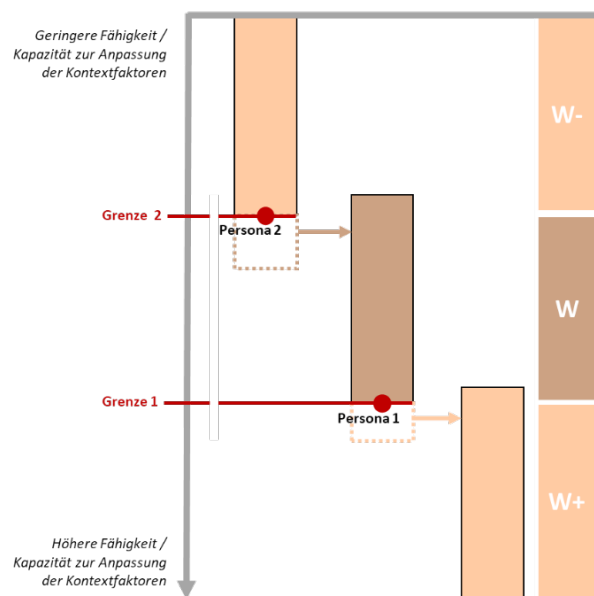 Geringere Fähigkeit /
Kapazität zur Anpassung
der Kontextfaktoren
W-
Grenze 2
Persona 2
W
Grenze 1
Persona 1
W+
Höhere Fähigkeit /
Kapazität zur Anpassung
der Kontextfaktoren